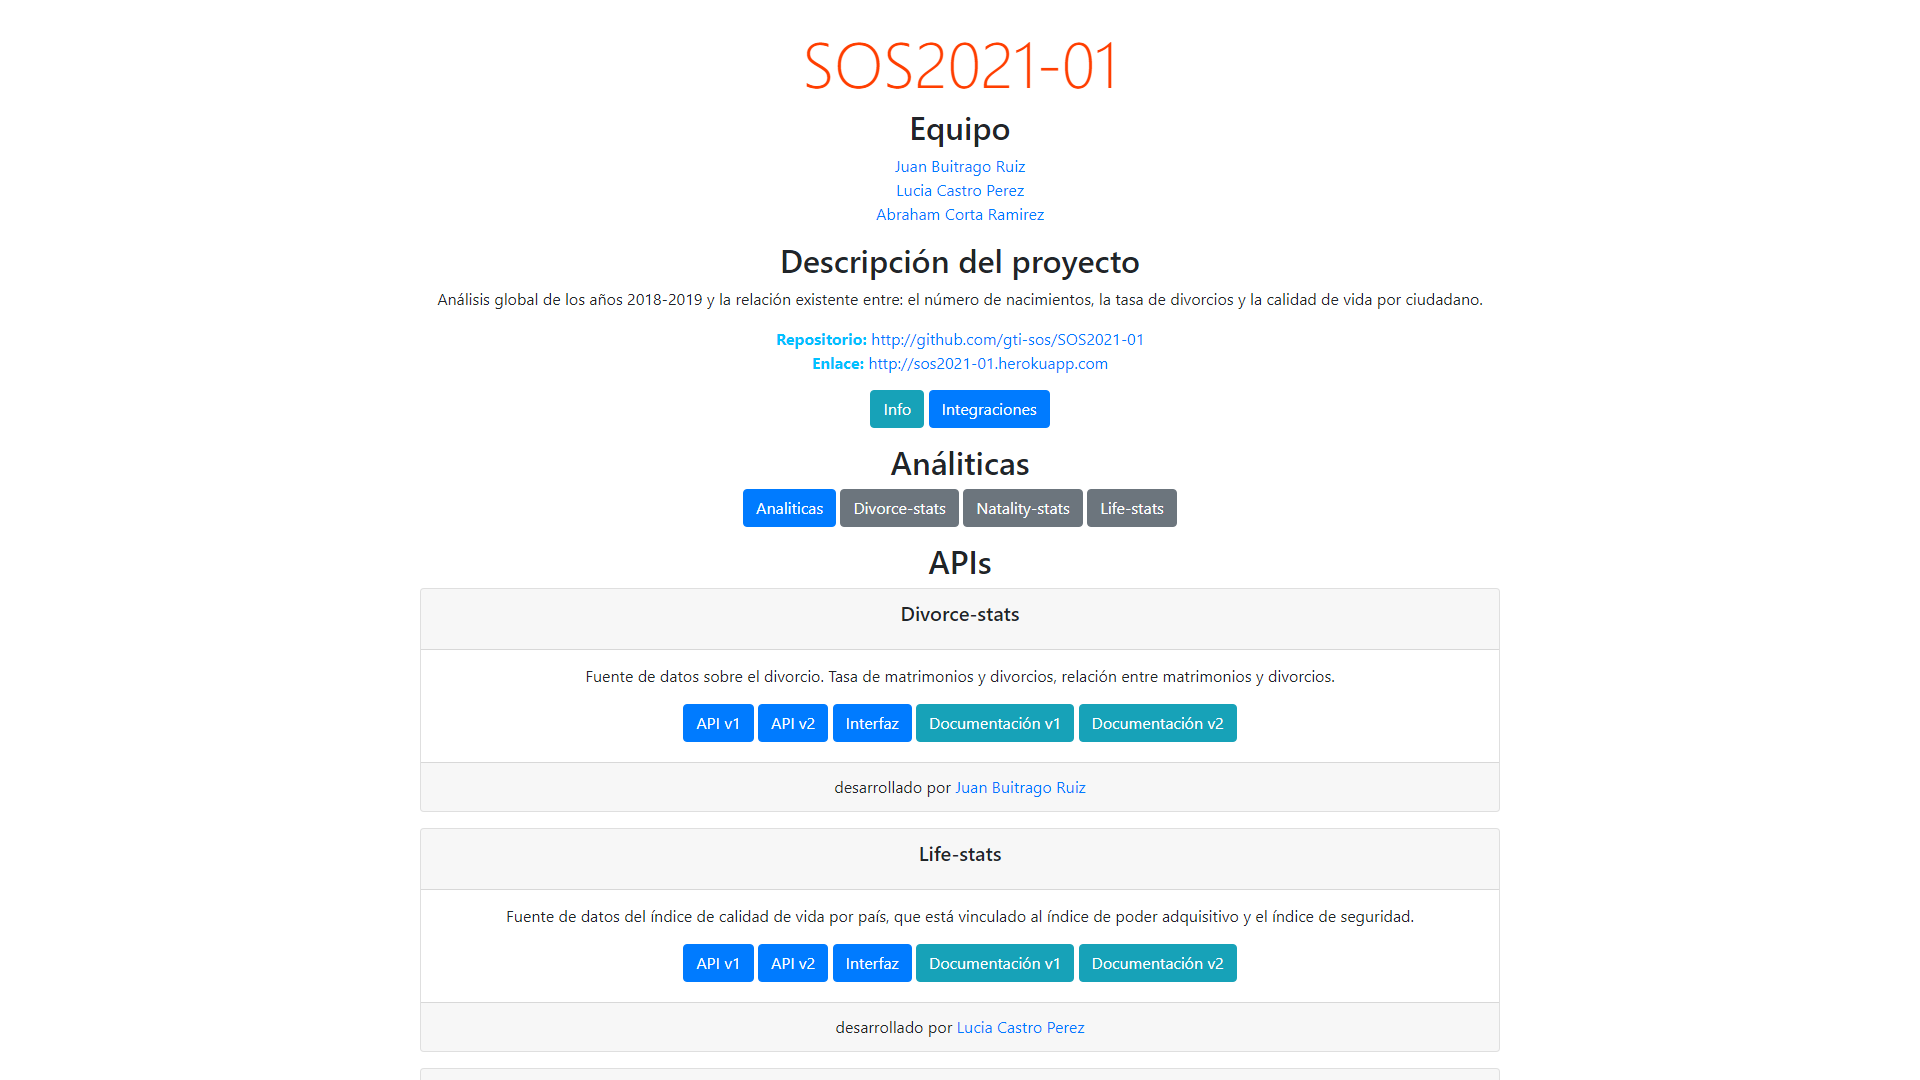 SOS2021-01
Equipo
Juan Buitrago Ruiz
Lucia Castro Perez
Abraham Corta Ramirez
Descripción del proyecto
Análisis global de los años 2018-2019 y la relación existente entre: el número de nacimientos, la tasa de divorcios y la calidad de vida por ciudadano.
Repositorio: http://github.com/gti-sos/SOS2021-01
Enlace: http://sos2021-01.herokuapp.com
Info Integraciones
Análiticas
Analiticas Divorce-stats Natality-stats Life-stats
APIs
Divorce-stats
Fuente de datos sobre el divorcio. Tasa de matrimonios y divorcios, relación entre matrimonios y divorcios.
API v1 API v2 Interfaz Documentación v1 Documentación v2
desarrollado por Juan Buitrago Ruiz
Life-stats
Fuente de datos del índice de calidad de vida por país, que está vinculado al índice de poder adquisitivo y el índice de seguridad.
API v1 API v2 Interfaz Documentación v1 Documentación v2
desarrollado por Lucia Castro Perez